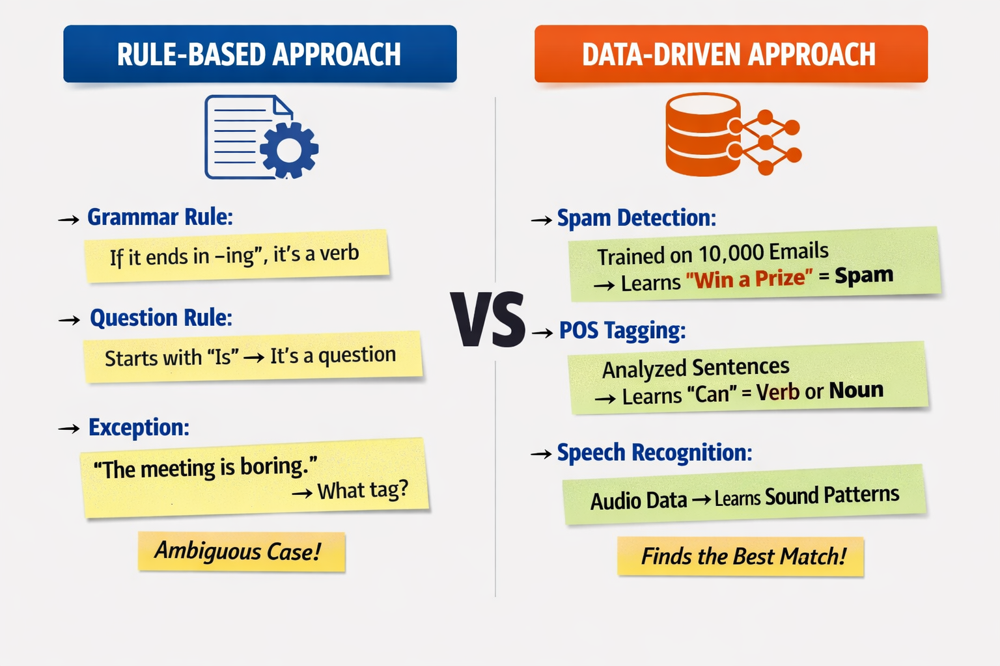 RULE-BASED APPROACH
→ Grammar Rule:
If it ends in –ing”, it’s a verb
→ Question Rule:
Starts with “Is” → It’s a question
→ Exception:
“The meeting is boring.”
→ What tag?
Ambiguous Case!
VS
DATA-DRIVEN APPROACH
→ Spam Detection:
Trained on 10,000 Emails
→ Learns "Win a Prize" = Spam
→ POS Tagging:
Analyzed Sentences
→ Learns “Can” = Verb or Noun
→ Speech Recognition:
Audio Data → Learns Sound Patterns
Finds the Best Match!